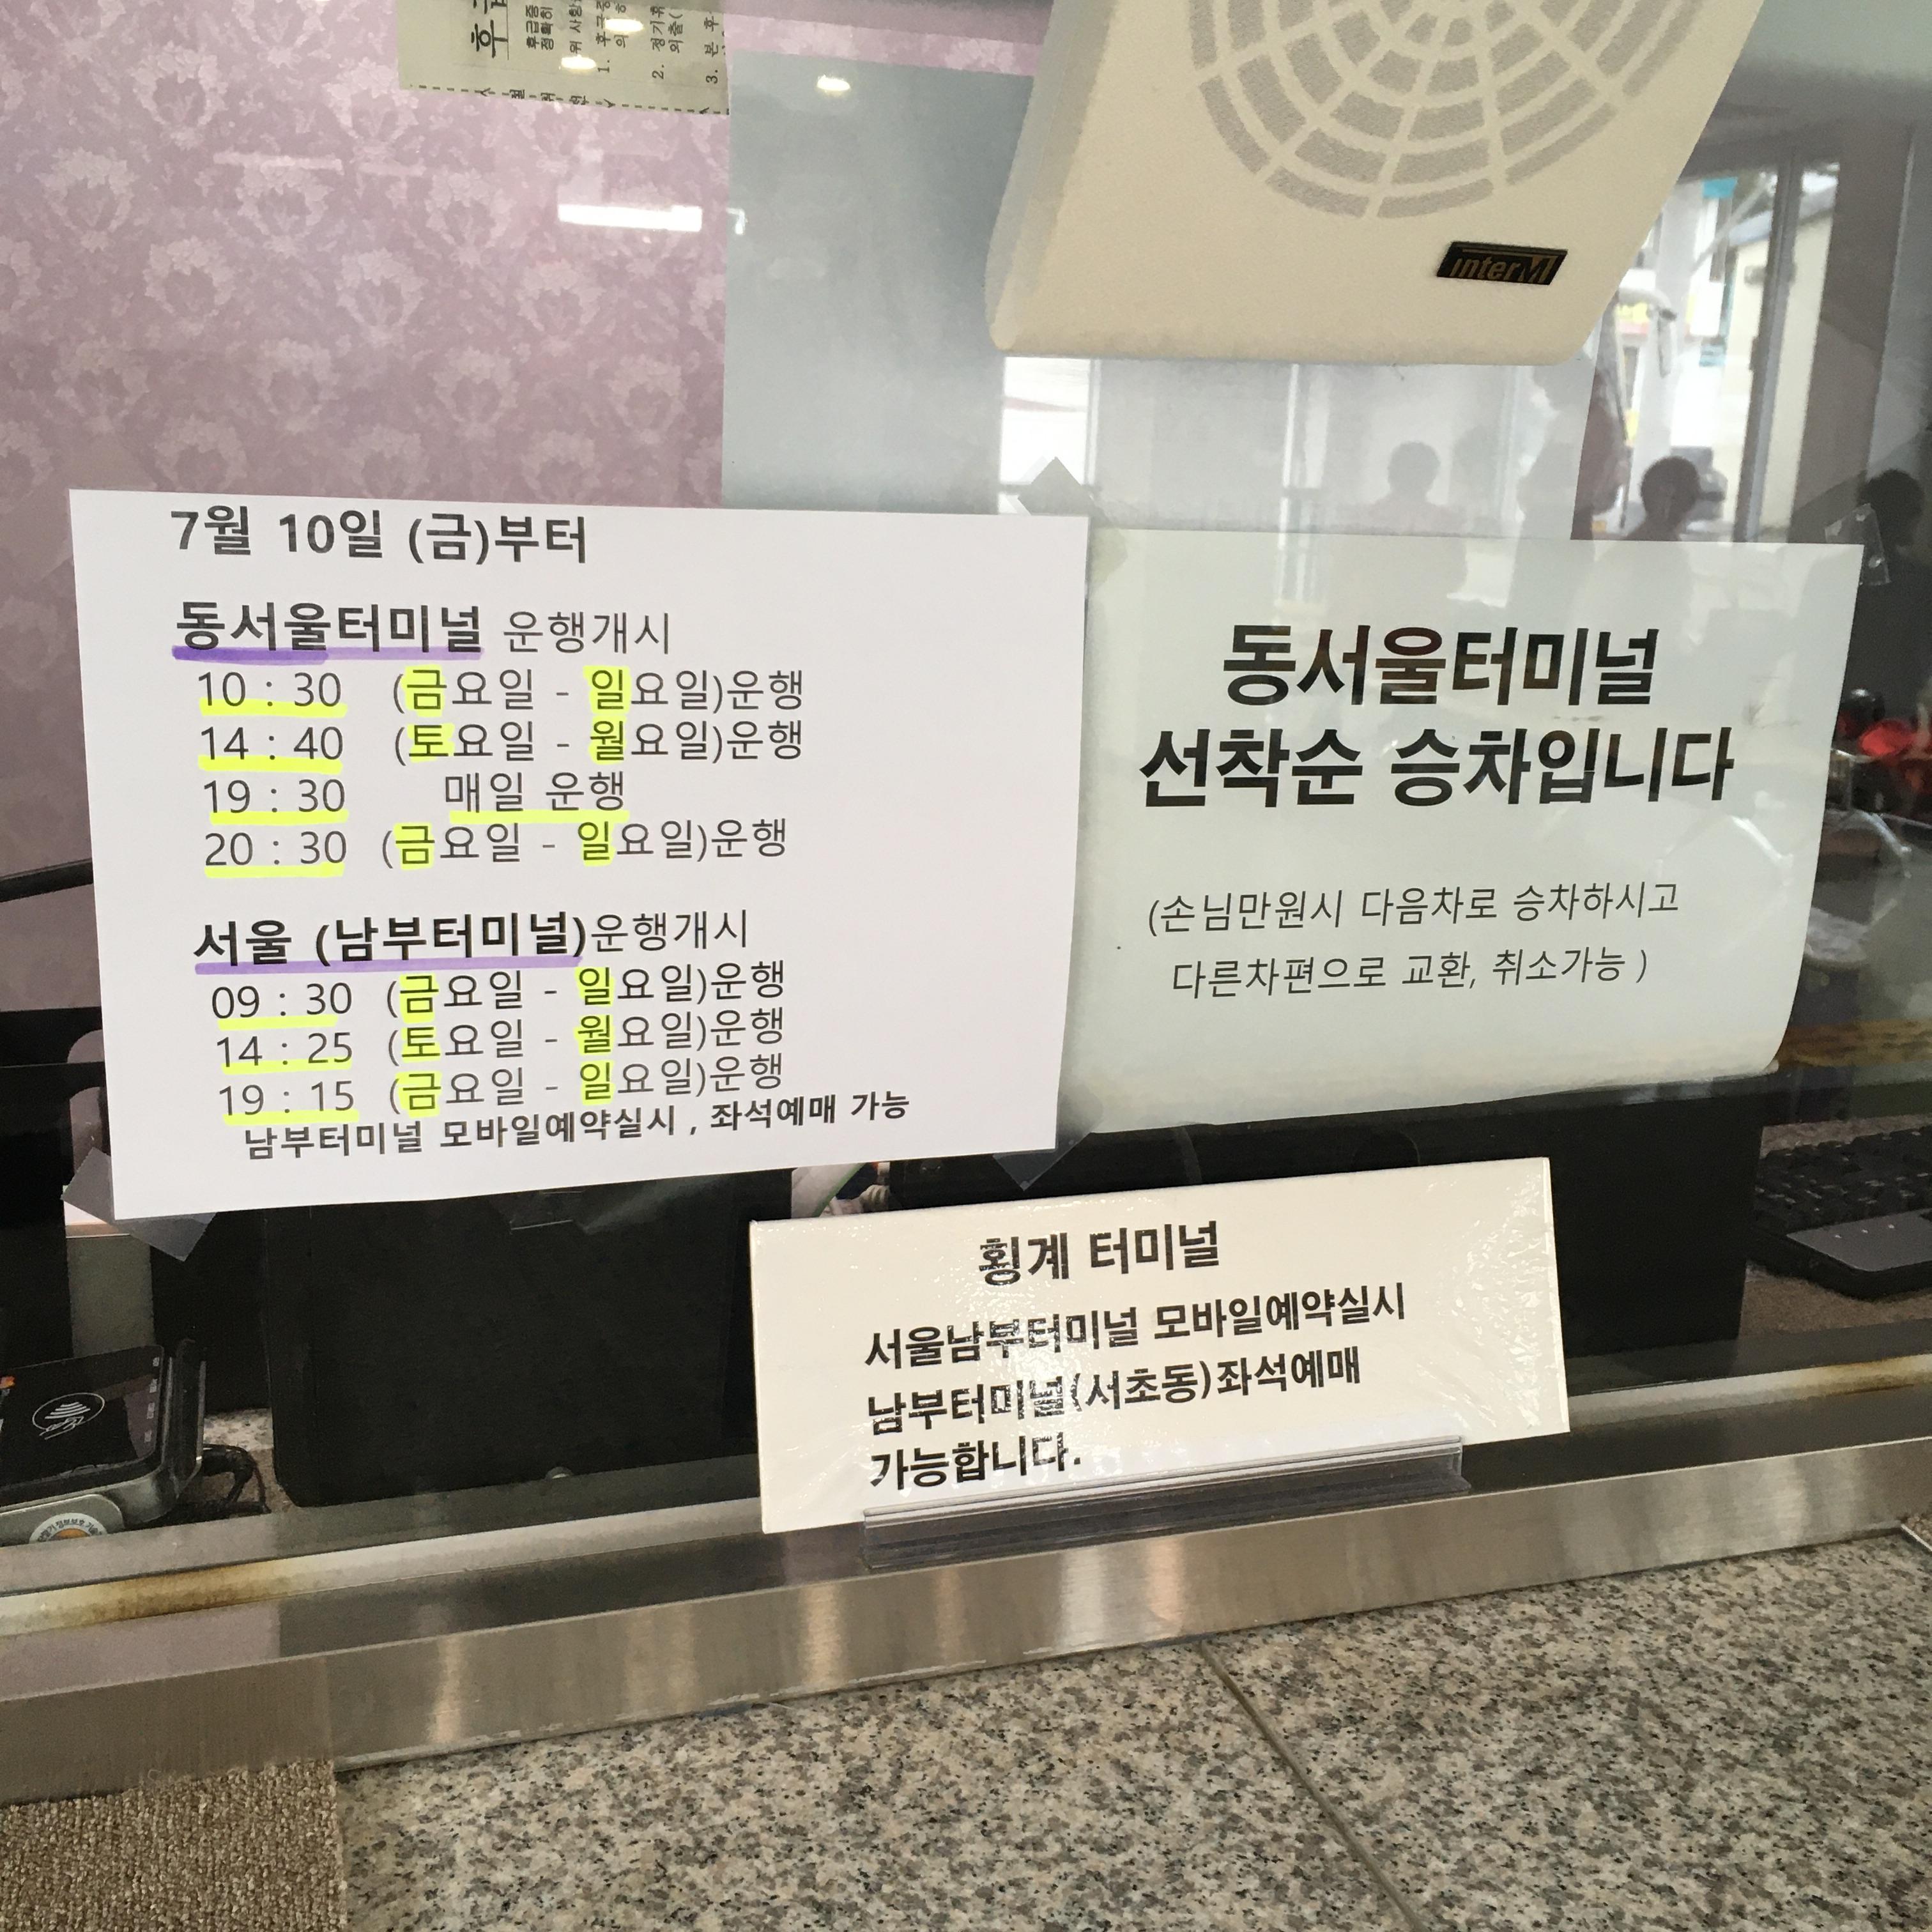 interM
7월 10일 (금)부터
동서울터미널 운행개시
10 : 30 (금요일 - 일요일)운행
14 : 40 (토요일 - 월요일)운행
19 : 30 매일 운행
20 : 30 (금요일 - 일요일)운행
서울 (남부터미널)운행개시
09 : 30 (금요일 - 일요일)운행
14 : 25 (토요일 - 월요일)운행
19 : 15 (금요일 - 일요일)운행
남부터미널 모바일예약실시 , 좌석예매 가능
동서울터미널
선착순 승차입니다
(손님만원시 다음차로 승차하시고
다른차편으로 교환, 취소가능 )
횡계 터미널
서울남부터미널 모바일예약실시
남부터미널(서초동)좌석예매
가능합니다.